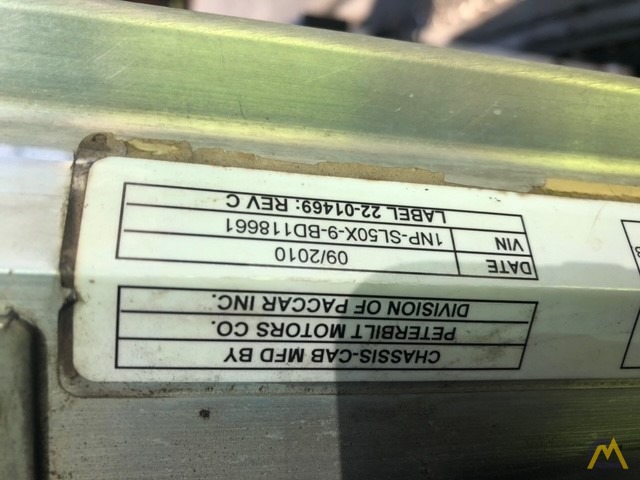 CHASSIS-CAB MFD BY
PETERBILT MOTORS CO.
DIVISION OF PACCAR INC.
DATE 09/2010
VIN 1NP-SL50X-9-BD118661
LABEL 22-01469: REV C